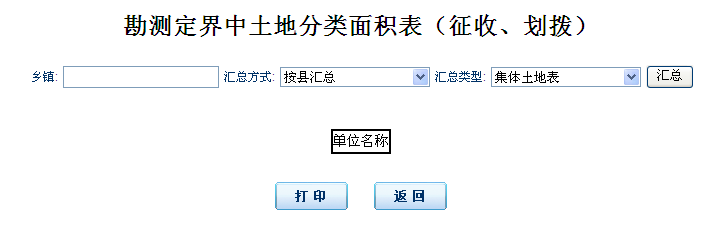 勘测定界中土地分类面积表（征收、划拨）
乡镇: 汇总方式: 按县汇总 汇总类型: 集体土地表 汇总
单位名称
打 印 返 回